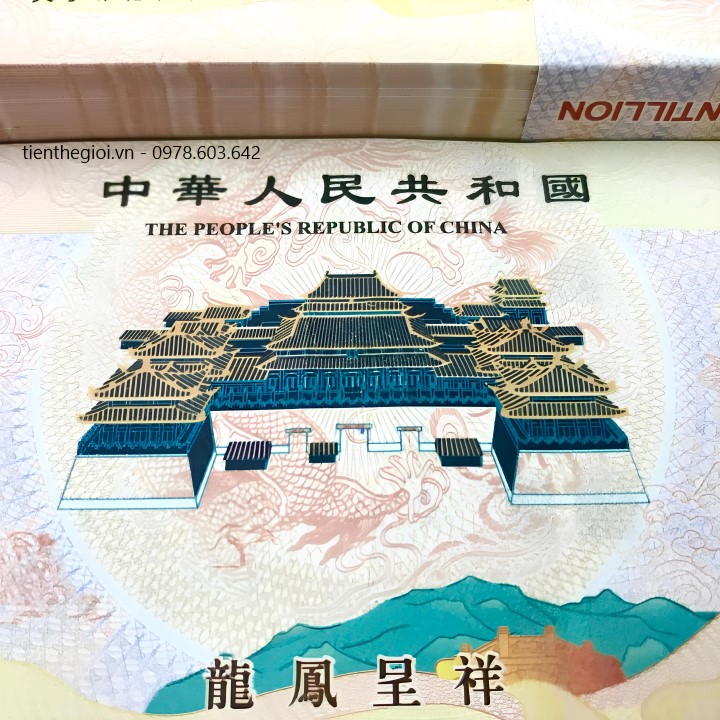 NTILLION
tienthegioi.vn - 0978.603.642
中華人民共和國
THE PEOPLE'S REPUBLIC OF CHINA
龍鳳呈祥